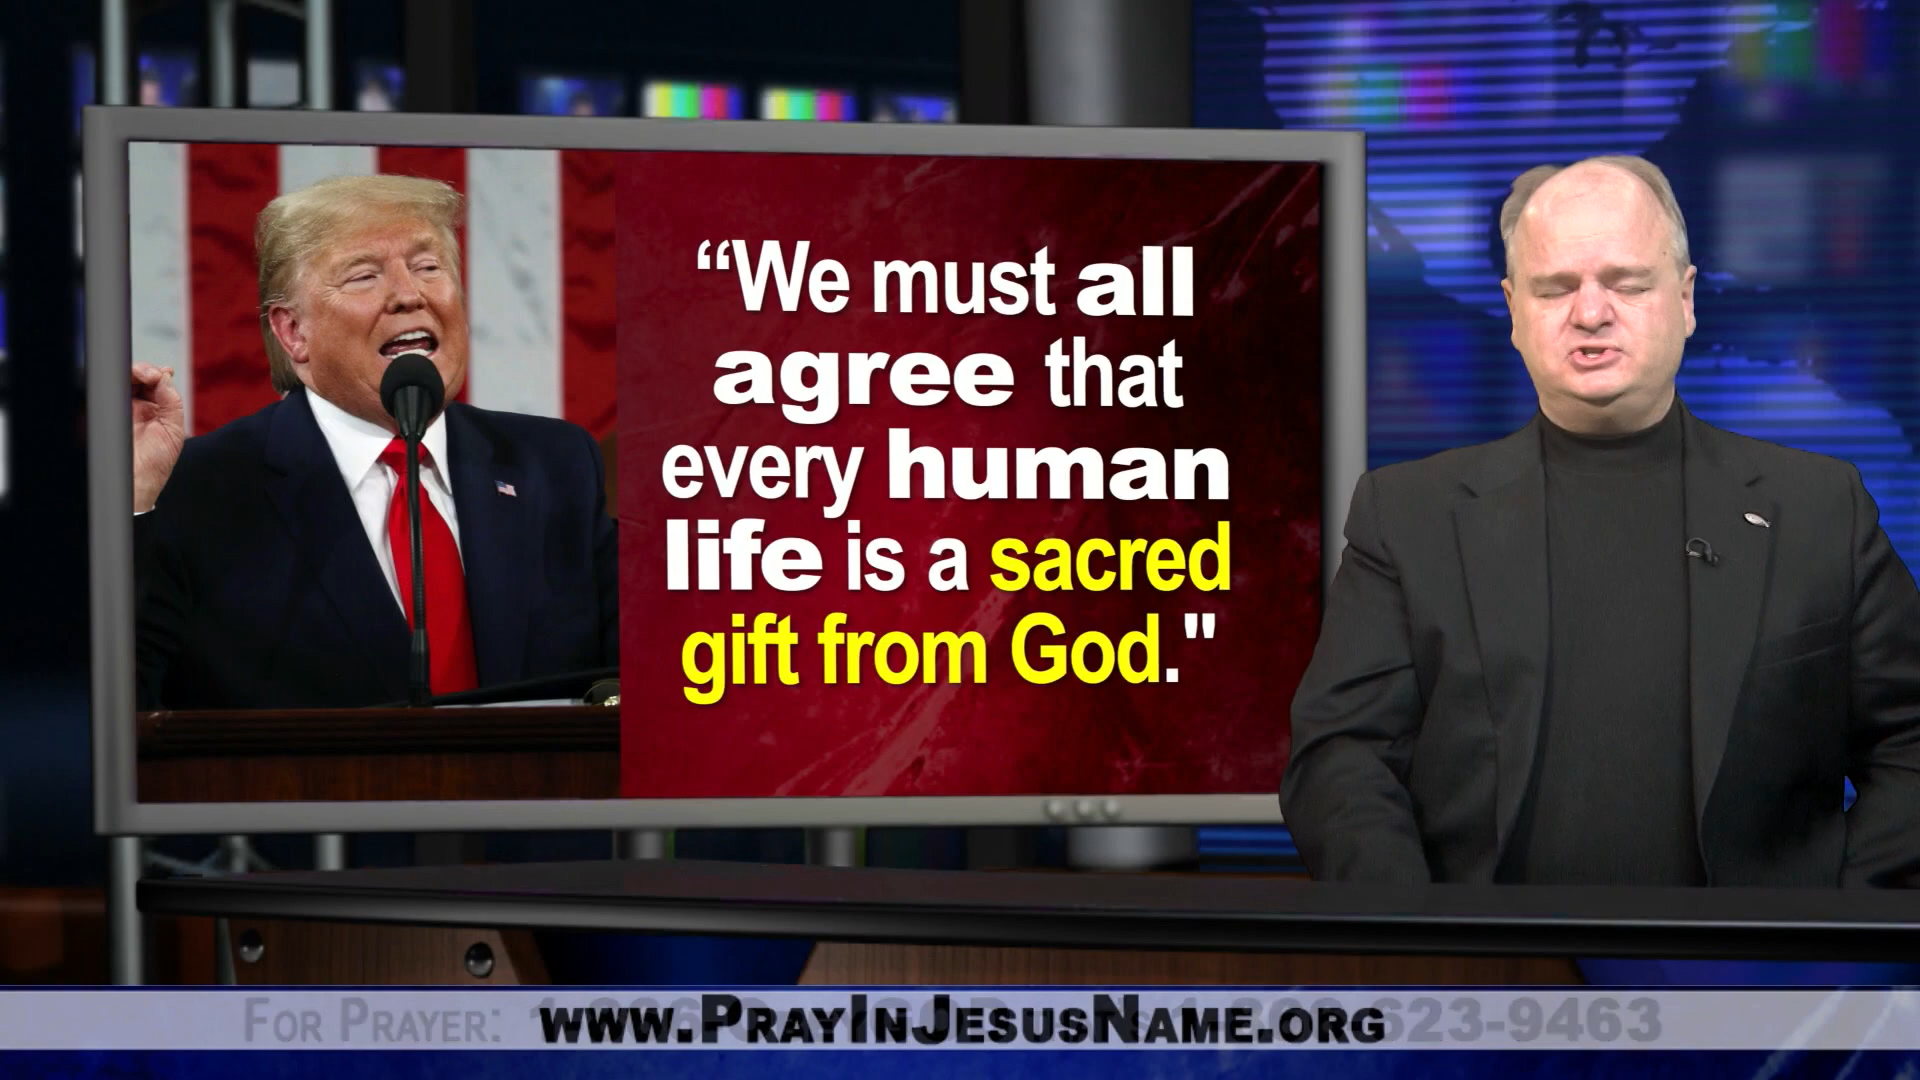 “We must all
agree that
every human
life is a sacred
gift from God."
www.PrayInJesusName.org
For Prayer: 623-9463